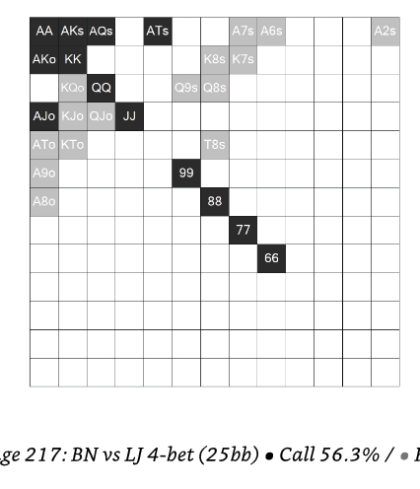 AA AKs AQs ATs A7s A6s A2s
AKo KK K8s K7s
KQo QQ Q9s Q8s
AJo KJo QJo JJ
ATo KTo T8s
A9o 99
A8o 88
77
66
ge 217: BN vs LJ 4-bet (25bb) • Call 56.3% / •